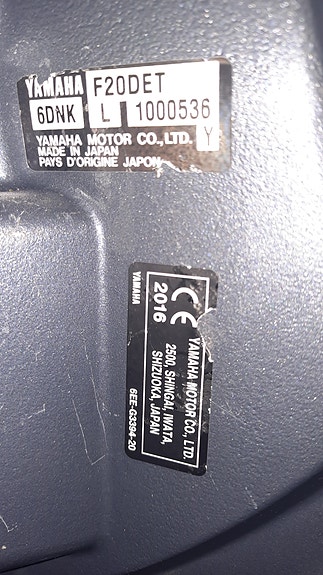 YAMAHA F20DET
6DNK L 1000536
YAMAHA MOTOR CO., LTD. Y
MADE IN JAPAN
PAYS D'ORIGINE JAPON
CE YAMAHA MOTOR CO., LTD.
2016 2500, SHINGAI, IWATA,
SHIZUOKA, JAPAN
YAMAHA 6EE-G3394-20